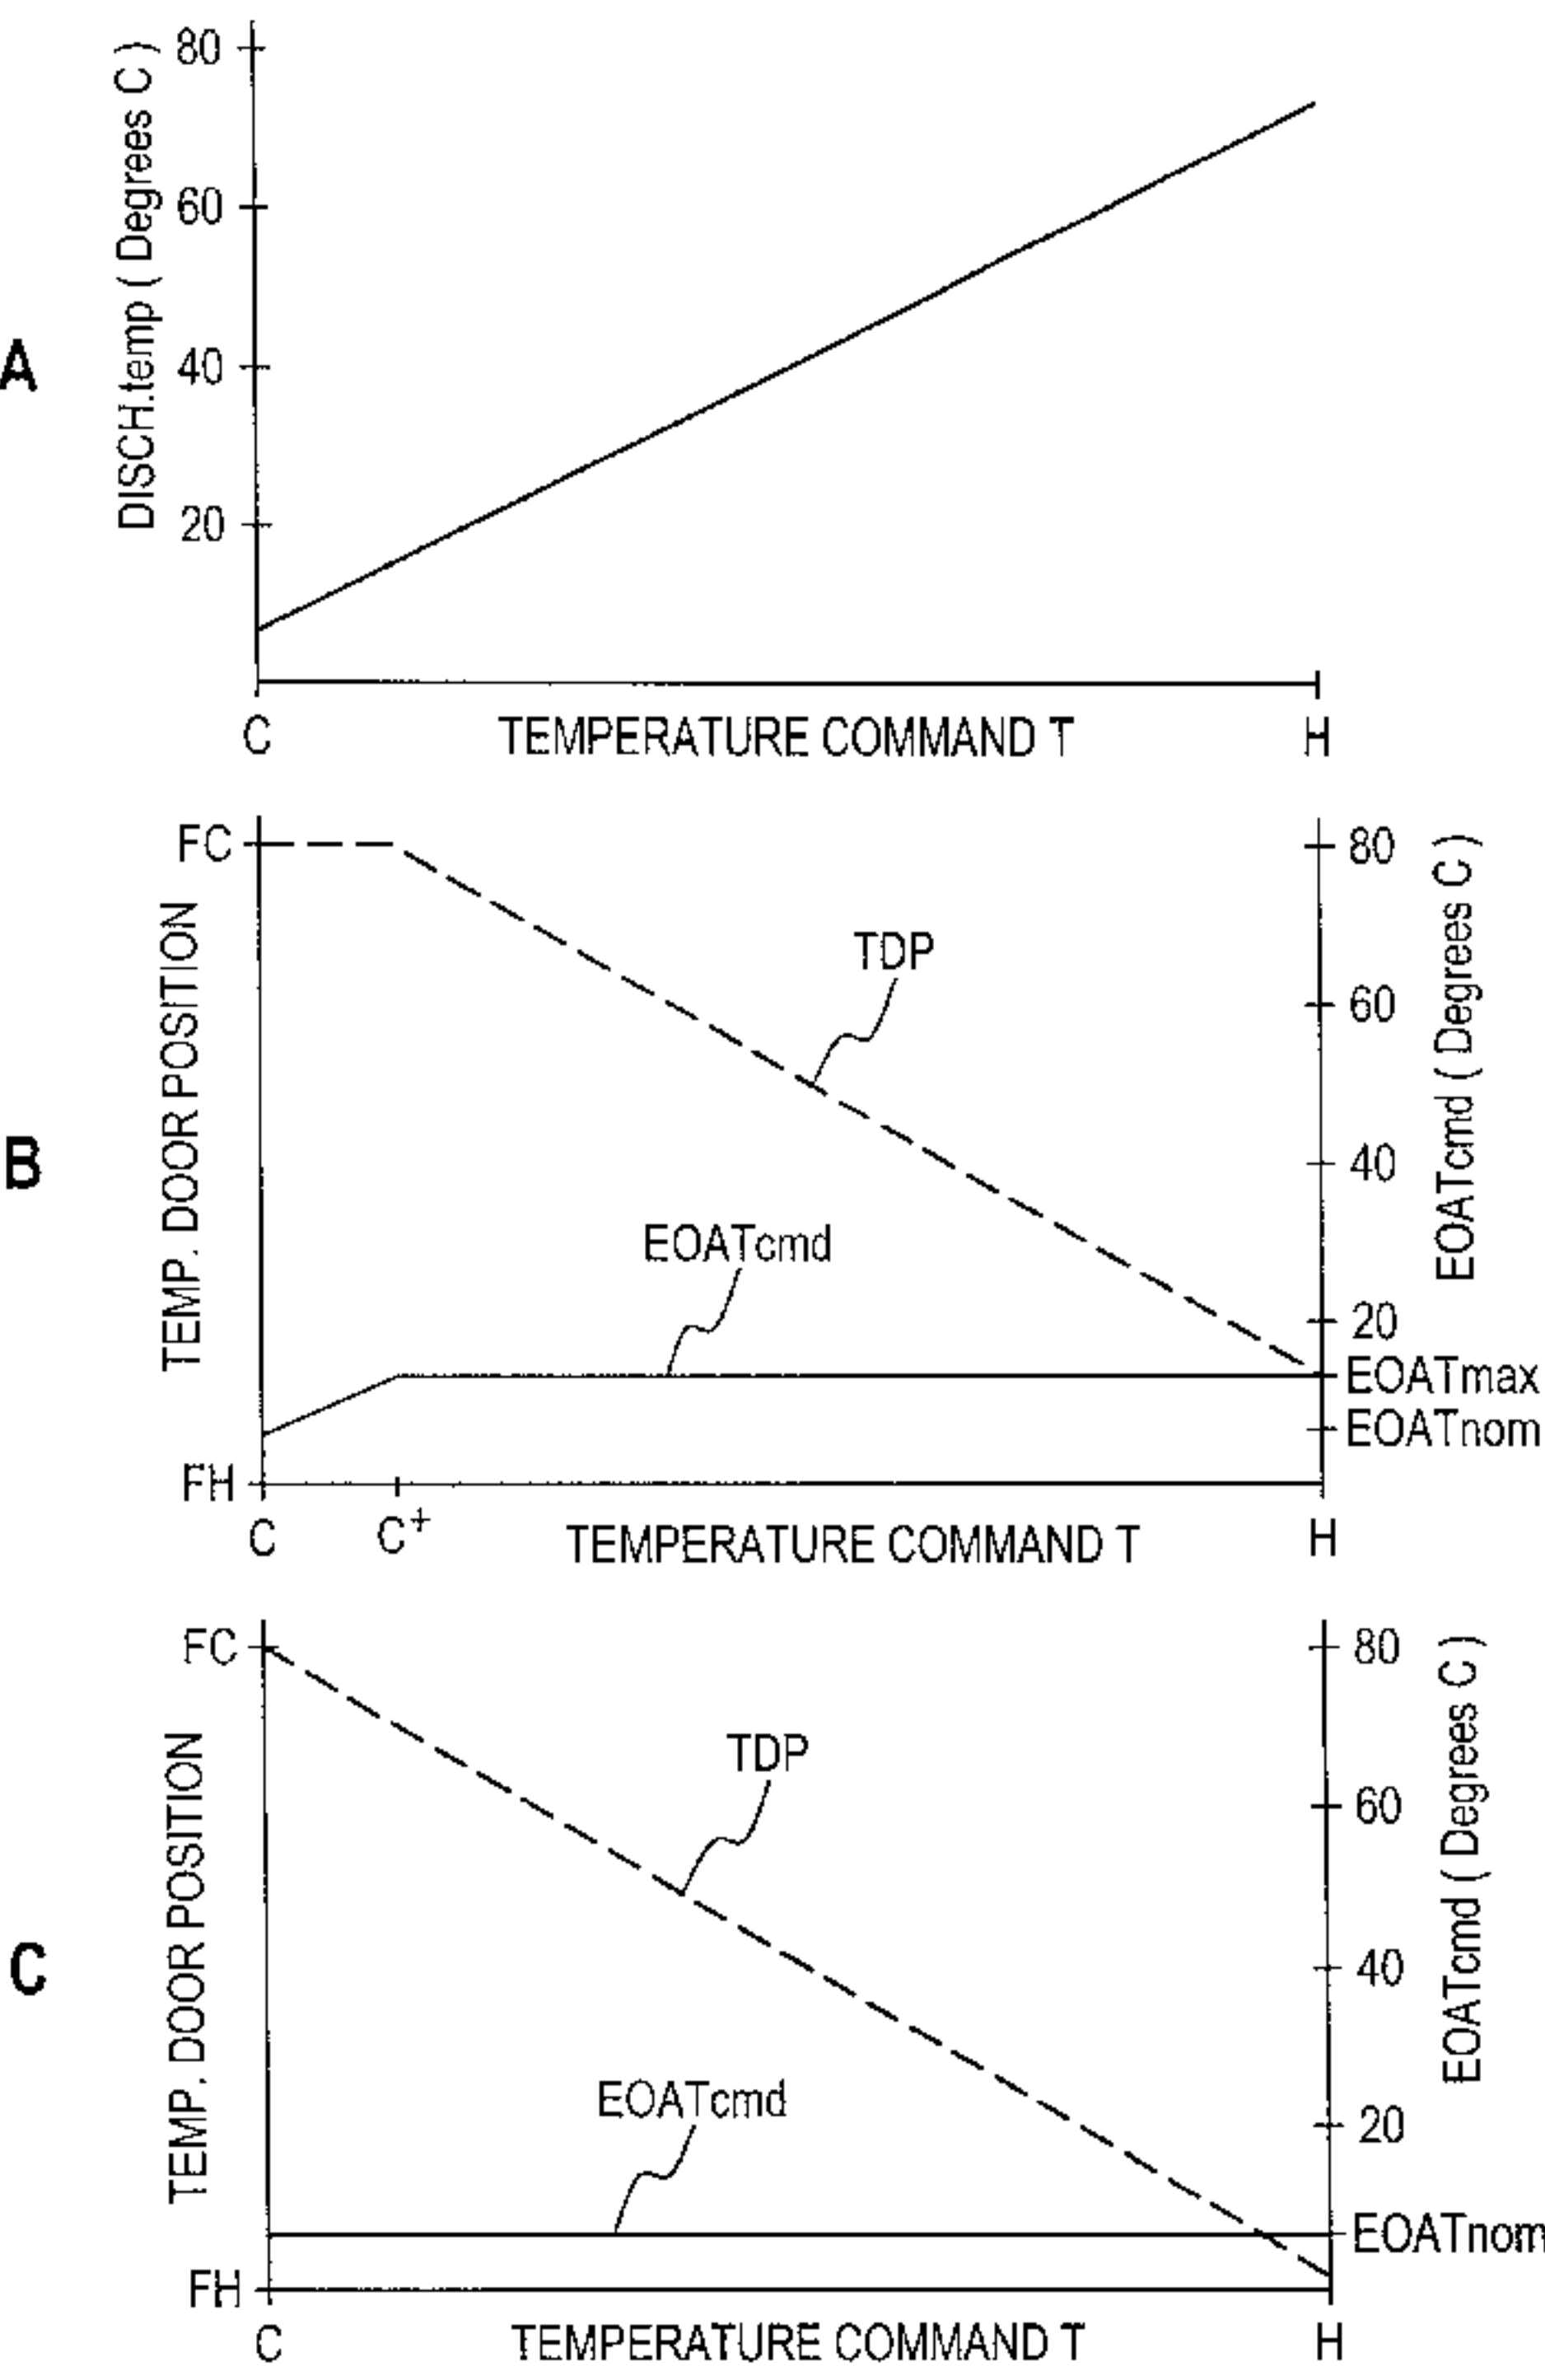 A
DISCH.temp ( Degrees C )
80
60
40
20
C
TEMPERATURE COMMAND T
H
B
TEMP. DOOR POSITION
FC
FH
TDP
EOATcmd
80
60
40
20
EOATmax
EOATnom
EOATcmd ( Degrees C )
C
C+
TEMPERATURE COMMAND T
H
C
TEMP. DOOR POSITION
FC
FH
TDP
EOATcmd
80
60
40
20
EOATnom
EOATcmd ( Degrees C )
C
TEMPERATURE COMMAND T
H